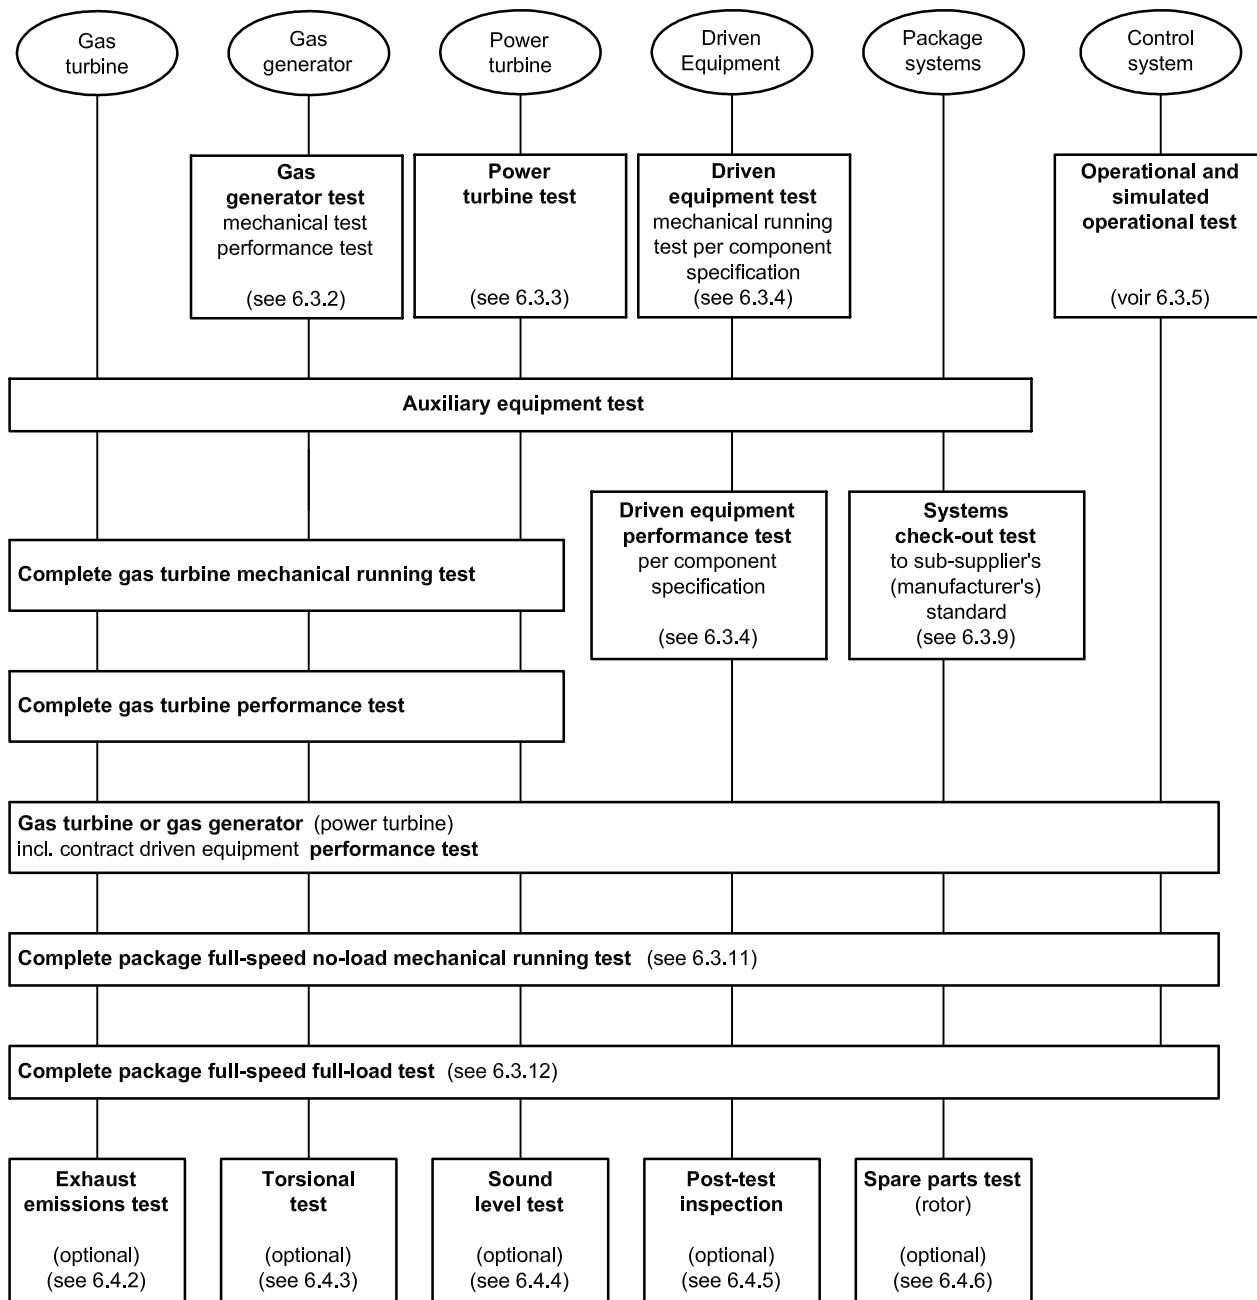 Gas
turbine
Gas
generator
Power
turbine
Driven
Equipment
Package
systems
Control
system
Gas
generator test
mechanical test
performance test
(see 6.3.2)
Power
turbine test
(see 6.3.3)
Driven
equipment test
mechanical running
test per component
specification
(see 6.3.4)
Operational and
simulated
operational test
(voir 6.3.5)
Auxiliary equipment test
Driven equipment
performance test
per component
specification
(see 6.3.4)
Systems
check-out test
to sub-supplier's
(manufacturer's)
standard
(see 6.3.9)
Complete gas turbine mechanical running test
Complete gas turbine performance test
Gas turbine or gas generator (power turbine)
incl. contract driven equipment performance test
Complete package full-speed no-load mechanical running test (see 6.3.11)
Complete package full-speed full-load test (see 6.3.12)
Exhaust
emissions test
(optional)
(see 6.4.2)
Torsional
test
(optional)
(see 6.4.3)
Sound
level test
(optional)
(see 6.4.4)
Post-test
inspection
(optional)
(see 6.4.5)
Spare parts test
(rotor)
(optional)
(see 6.4.6)